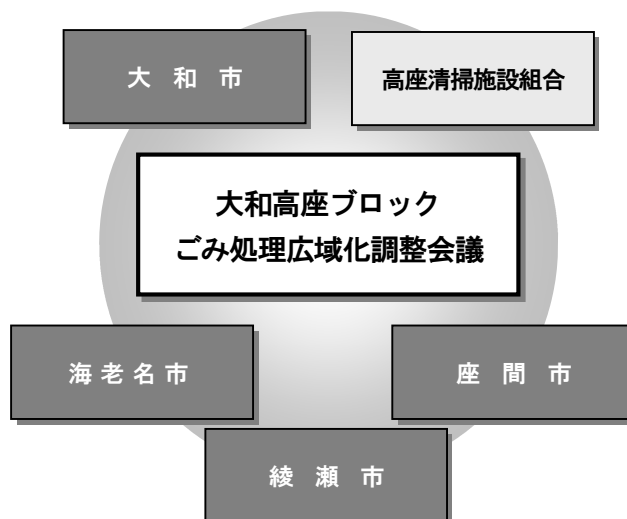 大和市
高座清掃施設組合
大和高座ブロック
ごみ処理広域化調整会議
海老名市
座間市
綾瀬市